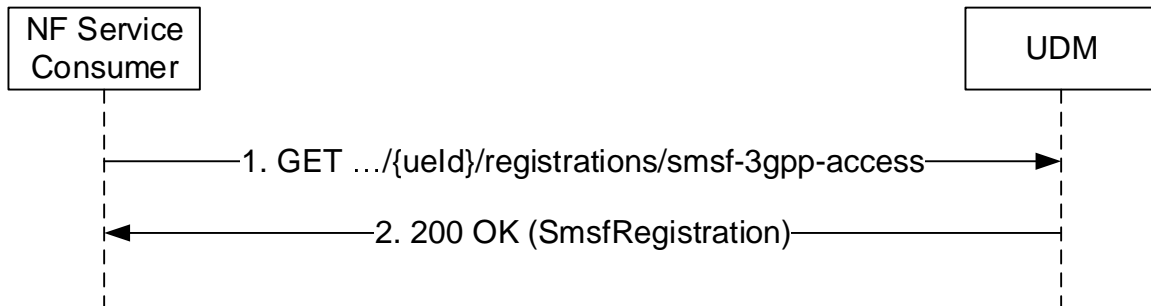 NF Service
Consumer
UDM
1. GET …/{ueId}/registrations/smsf-3gpp-access
2. 200 OK (SmsfRegistration)